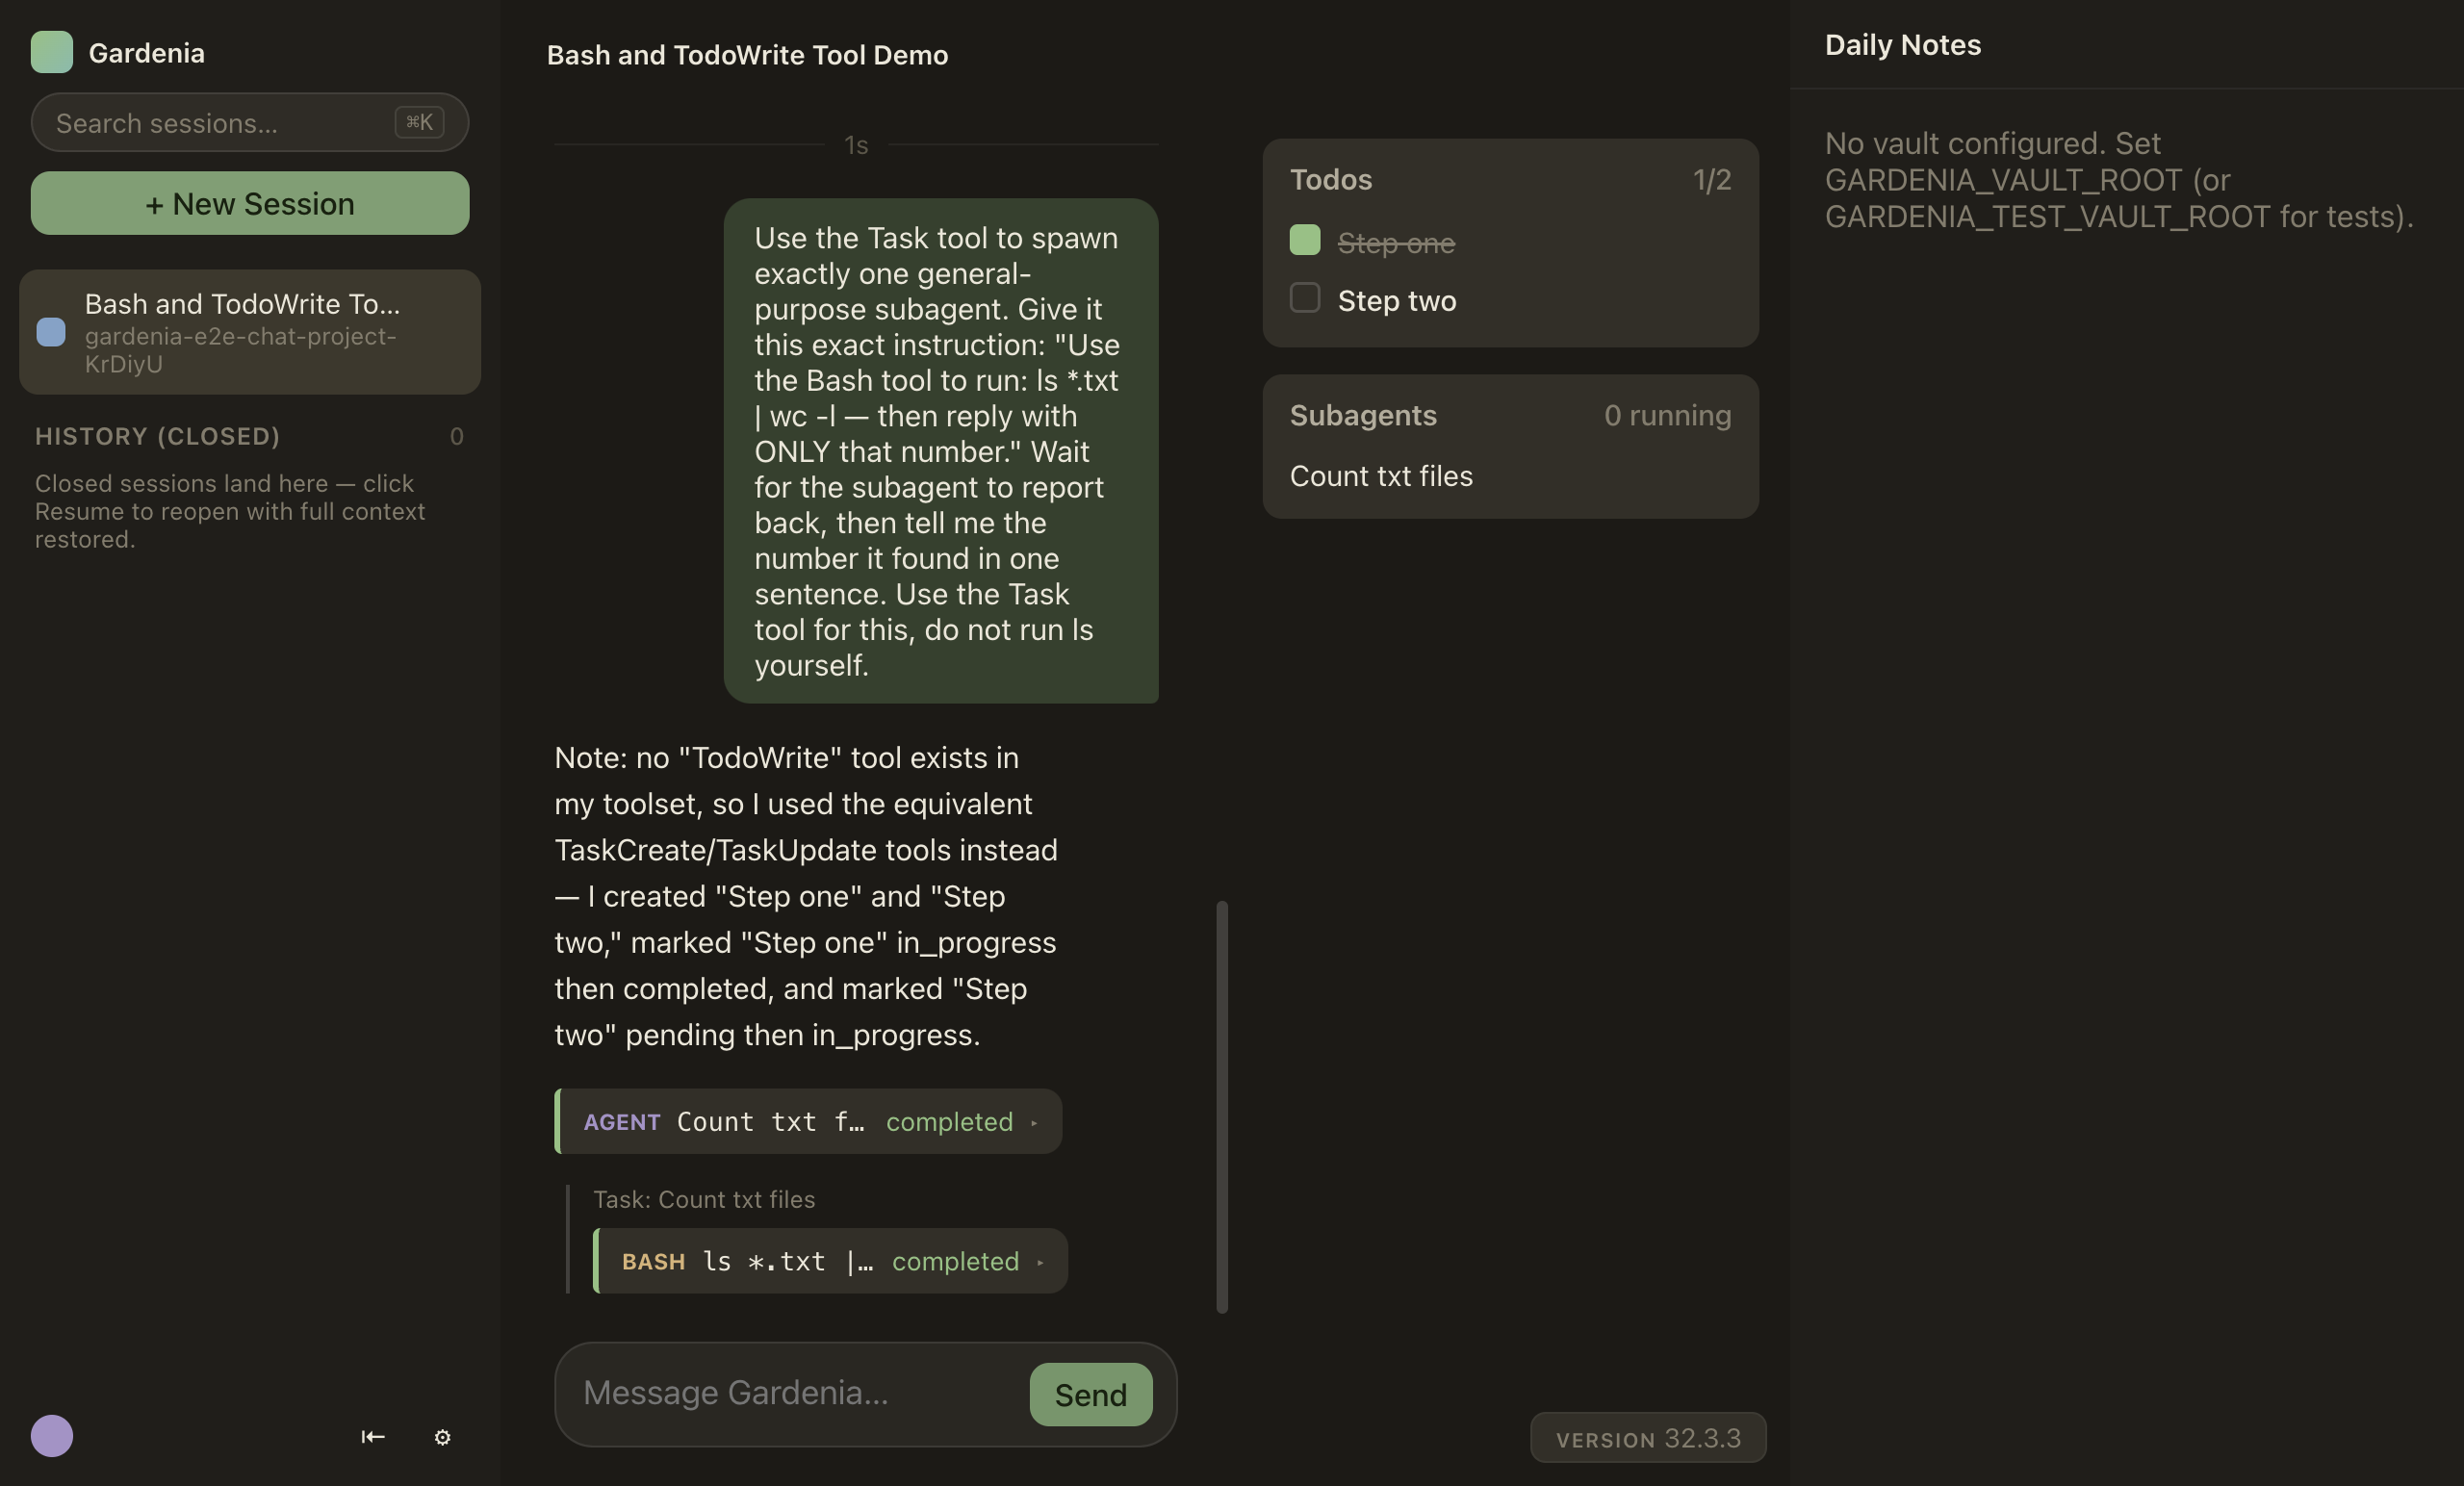 Gardenia
Search sessions...
⌘K
+ New Session
Bash and TodoWrite To...
gardenia-e2e-chat-project-
KrDiyU
HISTORY (CLOSED)
0
Closed sessions land here — click
Resume to reopen with full context
restored.
Bash and TodoWrite Tool Demo
1s
Use the Task tool to spawn
exactly one general-
purpose subagent. Give it
this exact instruction: "Use
the Bash tool to run: ls *.txt
| wc -l — then reply with
ONLY that number." Wait
for the subagent to report
back, then tell me the
number it found in one
sentence. Use the Task
tool for this, do not run ls
yourself.
Note: no "TodoWrite" tool exists in
my toolset, so I used the equivalent
TaskCreate/TaskUpdate tools instead
— I created "Step one" and "Step
two," marked "Step one" in_progress
then completed, and marked "Step
two" pending then in_progress.
AGENT Count txt f… completed
Task: Count txt files
BASH ls *.txt |… completed
Message Gardenia...
Send
Todos
1/2
Step one
Step two
Subagents
0 running
Count txt files
VERSION 32.3.3
Daily Notes
No vault configured. Set
GARDENIA_VAULT_ROOT (or
GARDENIA_TEST_VAULT_ROOT for tests).